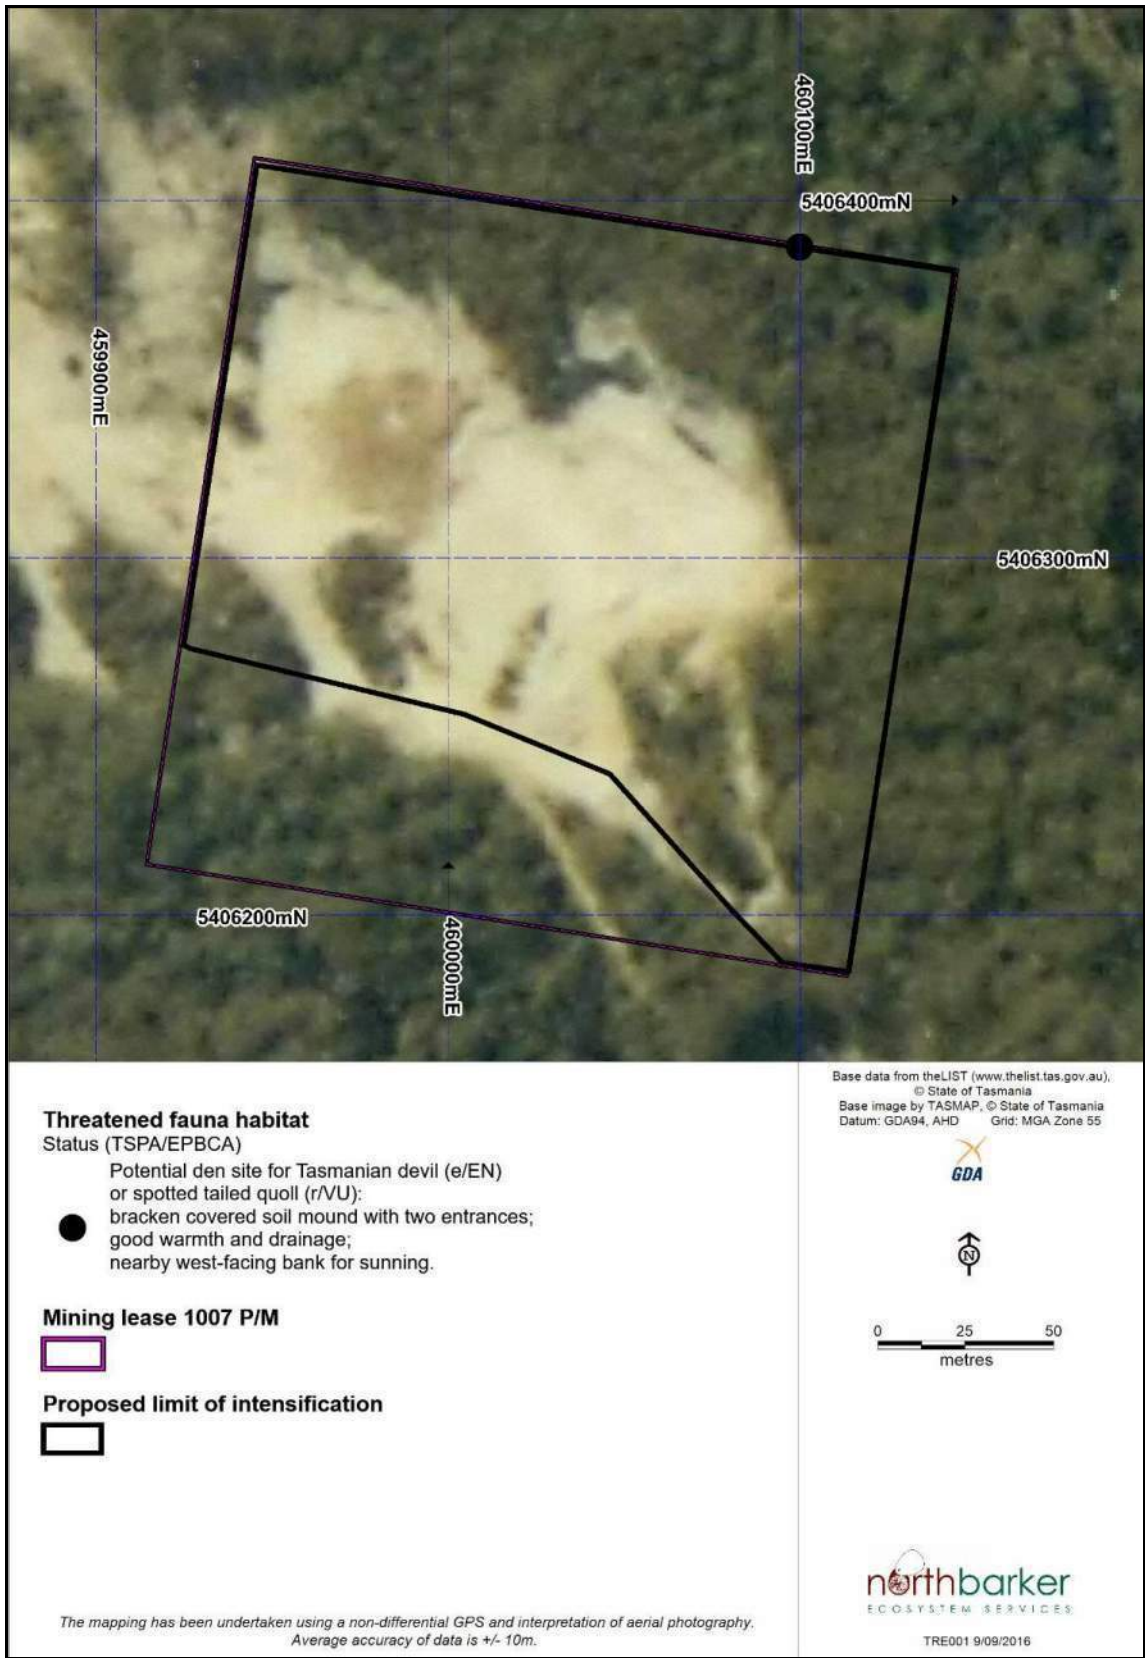 460100mE
5406400mN
459900mE
5406300mN
5406200mN
460000mE
Threatened fauna habitat
Status (TSPA/EPBCA)
Potential den site for Tasmanian devil (e/EN)
or spotted tailed quoll (r/VU):
bracken covered soil mound with two entrances;
good warmth and drainage;
nearby west-facing bank for sunning.
Mining lease 1007 P/M
Proposed limit of intensification
The mapping has been undertaken using a non-differential GPS and interpretation of aerial photography.
Average accuracy of data is +/- 10m.
Base data from theLIST (www.thelist.tas.gov.au),
© State of Tasmania
Base image by TASMAP, © State of Tasmania
Datum: GDA94, AHD Grid: MGA Zone 55
GDA
N
0 25 50
metres
northbarker
ECOSYSTEM SERVICES
TRE001 9/09/2016